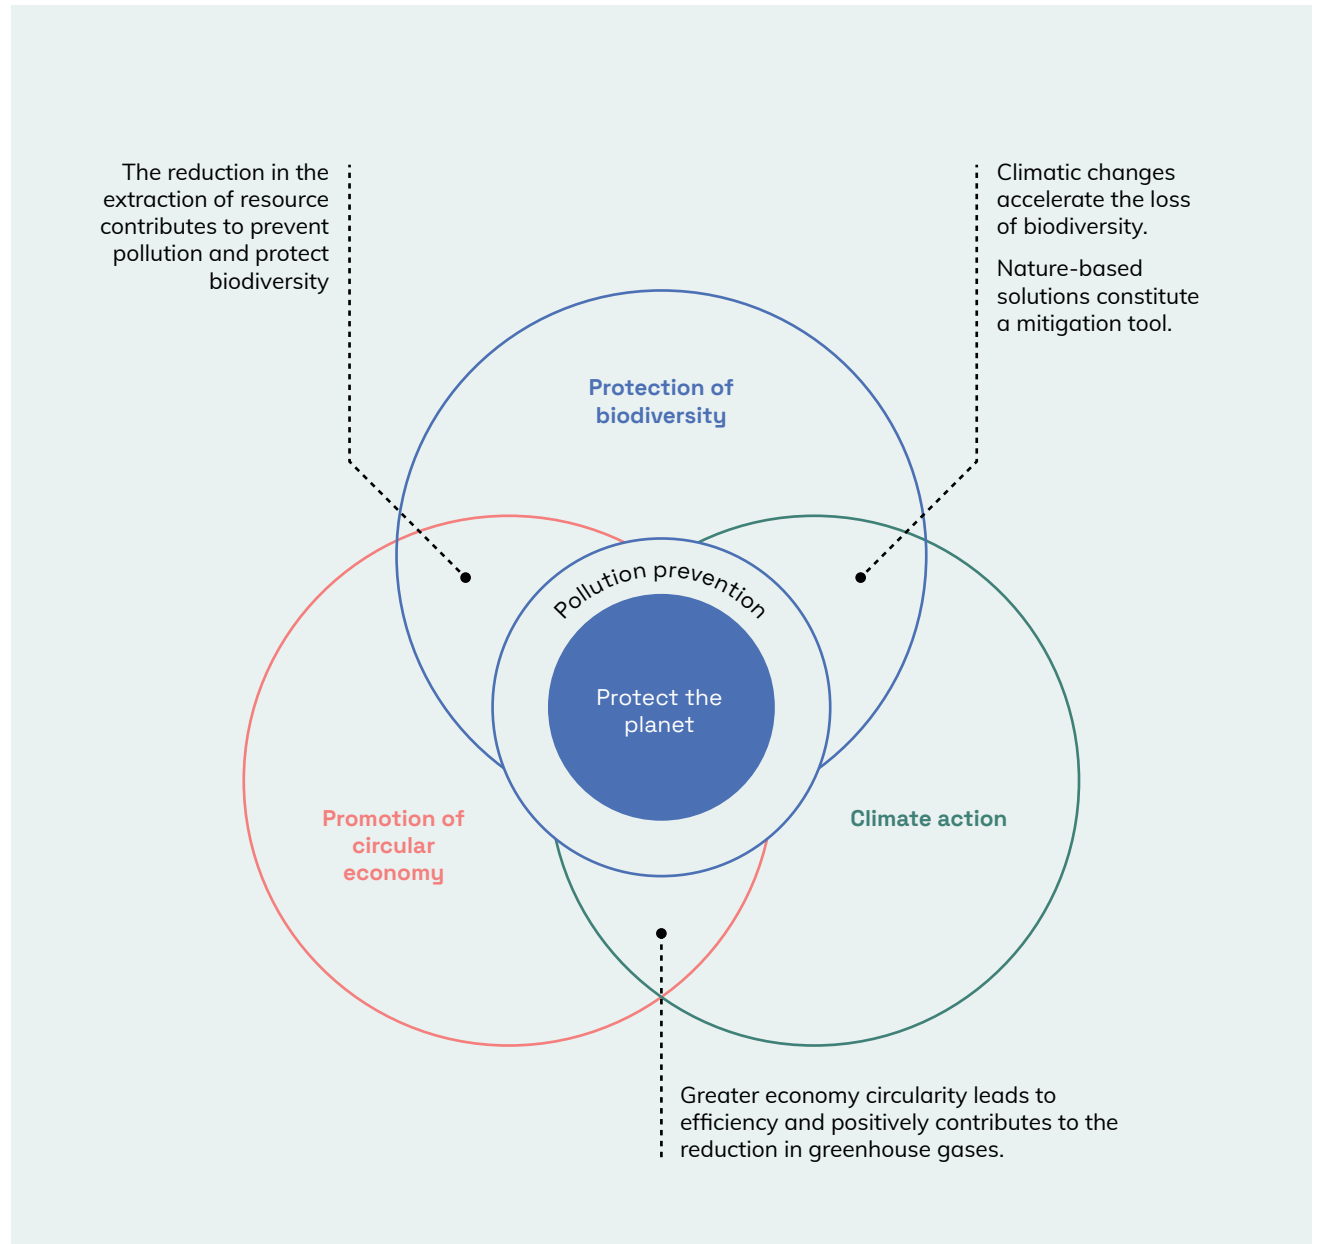 The reduction in the
extraction of resource
contributes to prevent
pollution and protect
biodiversity
Climatic changes
accelerate the loss
of biodiversity.
Nature-based
solutions constitute
a mitigation tool.
Protection of
biodiversity
Pollution prevention
Protect the
planet
Promotion of
circular
economy
Climate action
Greater economy circularity leads to
efficiency and positively contributes to the
reduction in greenhouse gases.